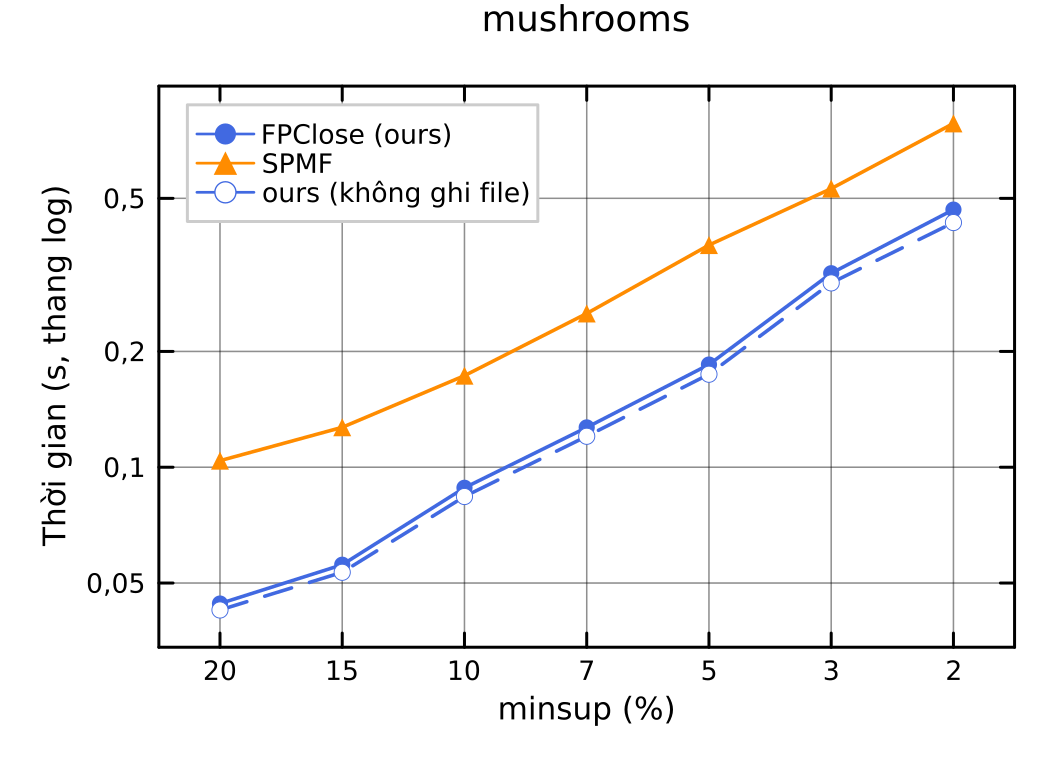 mushrooms
FPClose (ours)
SPMF
ours (không ghi file)
Thời gian (s, thang log)
0,5
0,2
0,1
0,05
20 15 10 7 5 3 2
minsup (%)